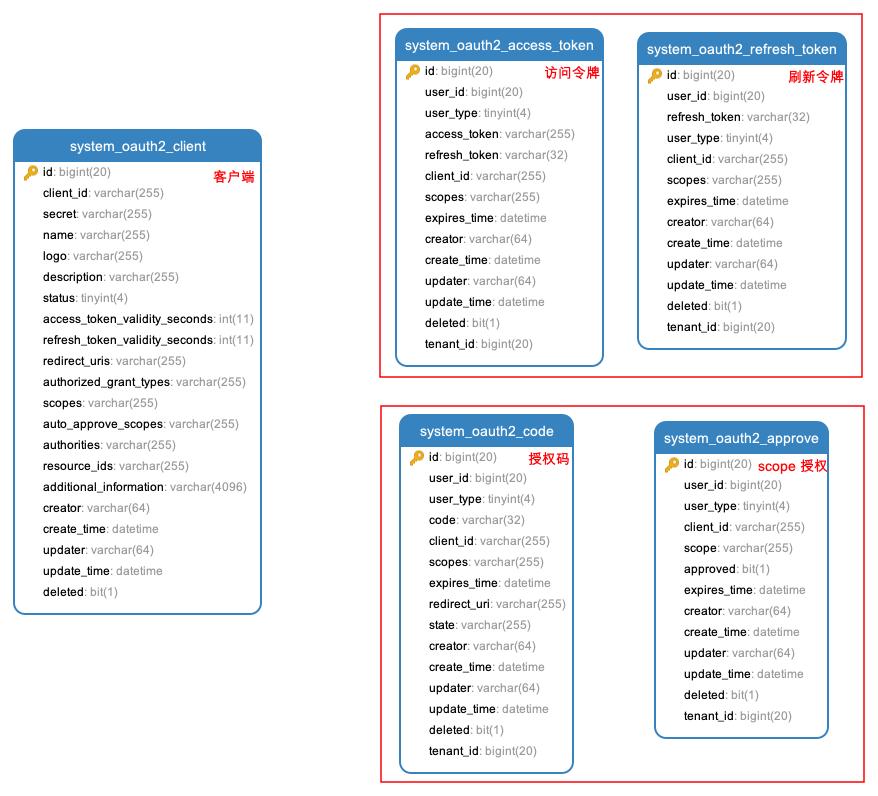 system_oauth2_client
id: bigint(20) 客户端
client_id: varchar(255)
secret: varchar(255)
name: varchar(255)
logo: varchar(255)
description: varchar(255)
status: tinyint(4)
access_token_validity_seconds: int(11)
refresh_token_validity_seconds: int(11)
redirect_uris: varchar(255)
authorized_grant_types: varchar(255)
scopes: varchar(255)
auto_approve_scopes: varchar(255)
authorities: varchar(255)
resource_ids: varchar(255)
additional_information: varchar(4096)
creator: varchar(64)
create_time: datetime
updater: varchar(64)
update_time: datetime
deleted: bit(1)
system_oauth2_access_token
id: bigint(20) 访问令牌
user_id: bigint(20)
user_type: tinyint(4)
access_token: varchar(255)
refresh_token: varchar(32)
client_id: varchar(255)
scopes: varchar(255)
expires_time: datetime
creator: varchar(64)
create_time: datetime
updater: varchar(64)
update_time: datetime
deleted: bit(1)
tenant_id: bigint(20)
system_oauth2_refresh_token
id: bigint(20) 刷新令牌
user_id: bigint(20)
refresh_token: varchar(32)
user_type: tinyint(4)
client_id: varchar(255)
scopes: varchar(255)
expires_time: datetime
creator: varchar(64)
create_time: datetime
updater: varchar(64)
update_time: datetime
deleted: bit(1)
tenant_id: bigint(20)
system_oauth2_code
id: bigint(20) 授权码
user_id: bigint(20)
user_type: tinyint(4)
code: varchar(32)
client_id: varchar(255)
scopes: varchar(255)
expires_time: datetime
redirect_uri: varchar(255)
state: varchar(255)
creator: varchar(64)
create_time: datetime
updater: varchar(64)
update_time: datetime
deleted: bit(1)
tenant_id: bigint(20)
system_oauth2_approve
id: bigint(20) scope 授权
user_id: bigint(20)
user_type: tinyint(4)
client_id: varchar(255)
scope: varchar(255)
approved: bit(1)
expires_time: datetime
creator: varchar(64)
create_time: datetime
updater: varchar(64)
update_time: datetime
deleted: bit(1)
tenant_id: bigint(20)